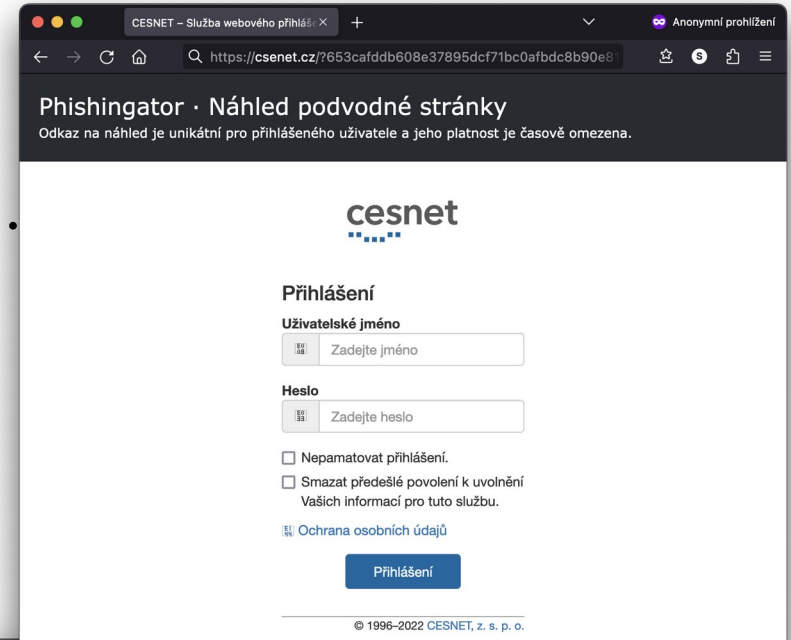 CESNET – Služba webového přihláše
Anonymní prohlížení
https://csenet.cz/?653cafddb608e37895dcf71bc0afbdc8b90e81
S
Phishingator · Náhled podvodné stránky
Odkaz na náhled je unikátní pro přihlášeného uživatele a jeho platnost je časově omezena.
cesnet
Přihlášení
Uživatelské jméno
Zadejte jméno
Heslo
Zadejte heslo
Nepamatovat přihlášení.
Smazat předešlé povolení k uvolnění
Vašich informací pro tuto službu.
Ochrana osobních údajů
Přihlášení
© 1996–2022 CESNET, z. s. p. o.